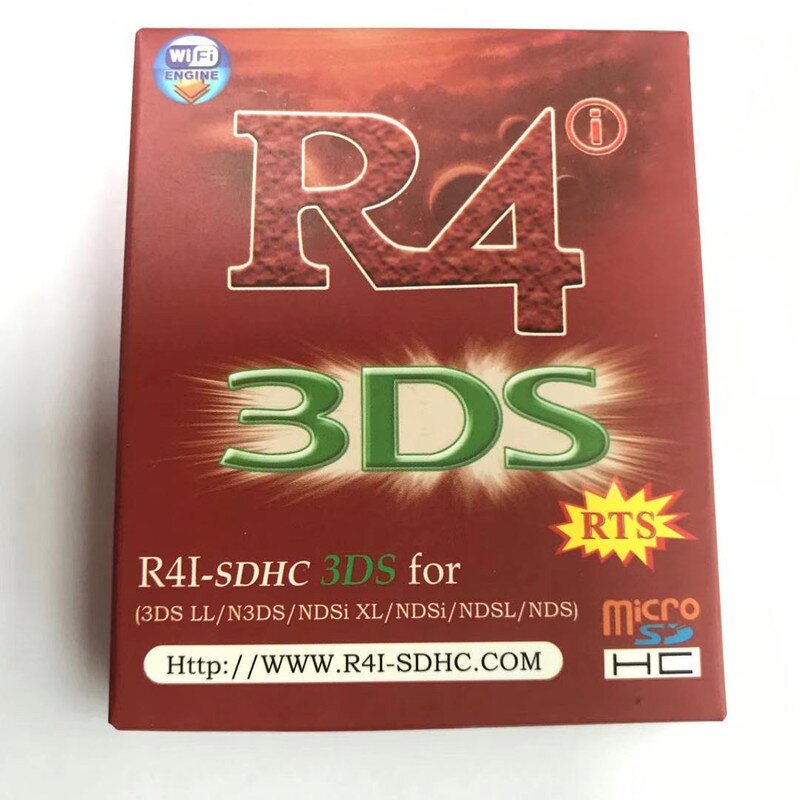 WiFi
ENGINE
R4i
3DS
RTS
R4I-SDHC 3DS for
(3DS LL/N3DS/NDSi XL/NDSi/NDSL/NDS)
micro
SD
HC
Http://WWW.R4I-SDHC.COM